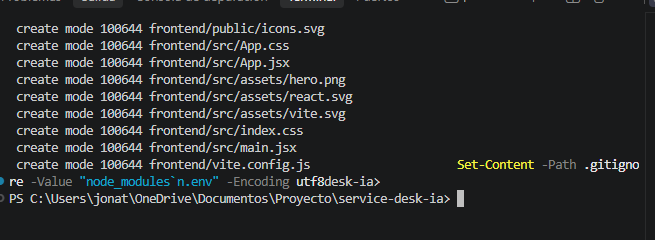 create mode 100644 frontend/public/icons.svg
create mode 100644 frontend/src/App.css
create mode 100644 frontend/src/App.jsx
create mode 100644 frontend/src/assets/hero.png
create mode 100644 frontend/src/assets/react.svg
create mode 100644 frontend/src/assets/vite.svg
create mode 100644 frontend/src/index.css
create mode 100644 frontend/src/main.jsx
create mode 100644 frontend/vite.config.js Set-Content -Path .gitigno
re -Value "node_modules`n.env" -Encoding utf8desk-ia>
PS C:\Users\jonat\OneDrive\Documentos\Proyecto\service-desk-ia>